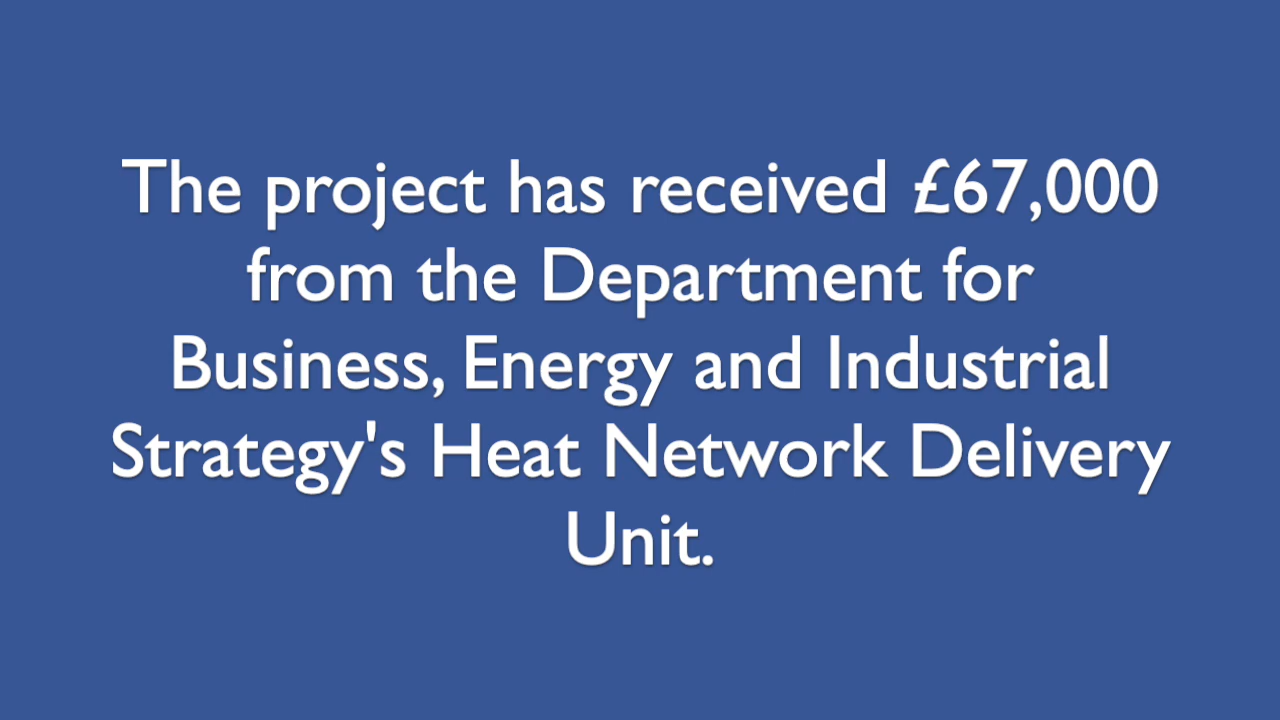 The project has received £67,000
from the Department for
Business, Energy and Industrial
Strategy's Heat Network Delivery
Unit.